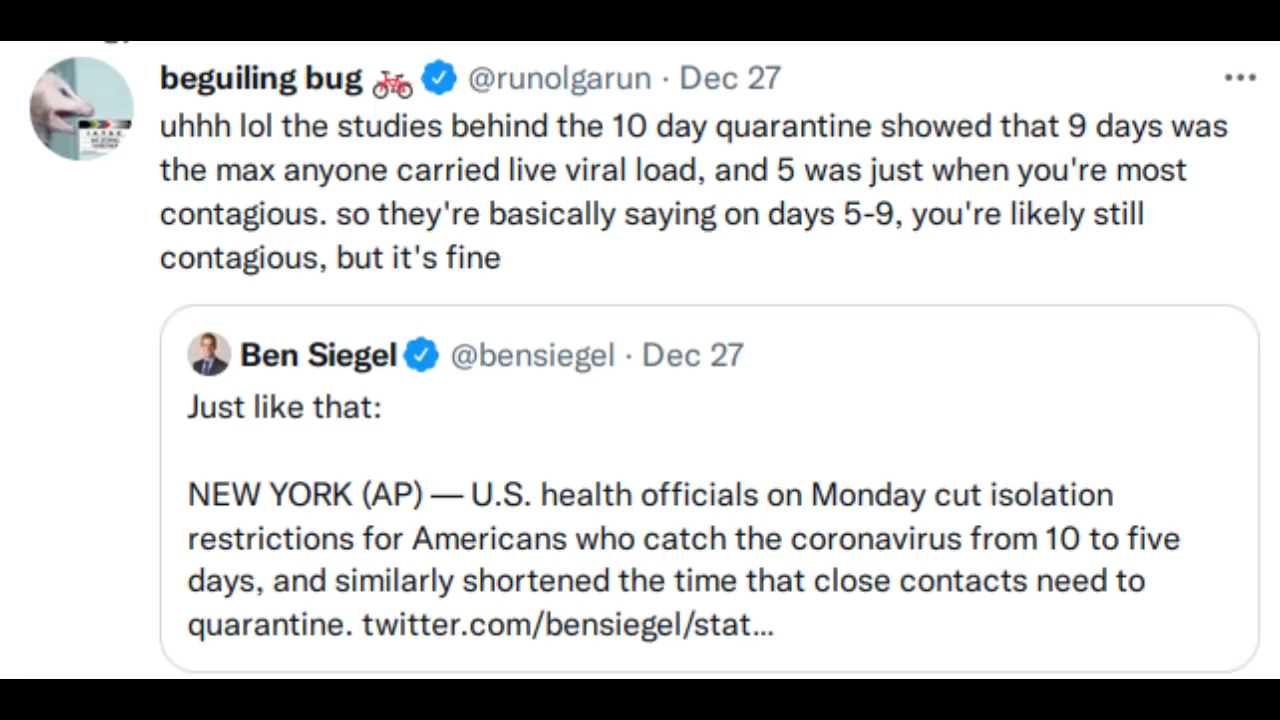 beguiling bug 🚲 @runolgarun · Dec 27
uhhh lol the studies behind the 10 day quarantine showed that 9 days was
the max anyone carried live viral load, and 5 was just when you're most
contagious. so they're basically saying on days 5-9, you're likely still
contagious, but it's fine
Ben Siegel @bensiegel · Dec 27
Just like that:
NEW YORK (AP) — U.S. health officials on Monday cut isolation
restrictions for Americans who catch the coronavirus from 10 to five
days, and similarly shortened the time that close contacts need to
quarantine. twitter.com/bensiegel/stat...